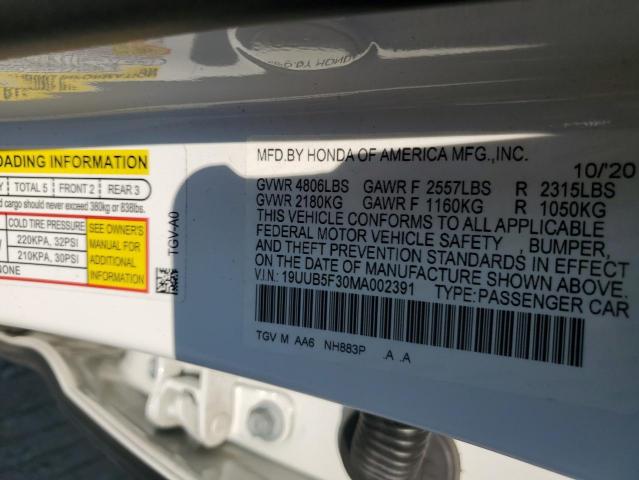 OADING INFORMATION
TOTAL 5 FRONT 2 REAR 3
d cargo should never exceed 380kg or 838lbs.
COLD TIRE PRESSURE
220KPA, 32PSI
210KPA, 30PSI
NONE
SEE OWNER'S
MANUAL FOR
ADDITIONAL
INFORMATION
TGV-A0
MFD.BY HONDA OF AMERICA MFG.,INC.
10/'20
GVWR 4806LBS GAWR F 2557LBS R 2315LBS
GVWR 2180KG GAWR F 1160KG R 1050KG
THIS VEHICLE CONFORMS TO ALL APPLICABLE
FEDERAL MOTOR VEHICLE SAFETY , BUMPER,
AND THEFT PREVENTION STANDARDS IN EFFECT
ON THE DATE OF MANUFACTURE SHOWN ABOVE.
V.I.N: 19UUB5F30MA002391 TYPE:PASSENGER CAR
TGV M AA6 NH883P .A .A